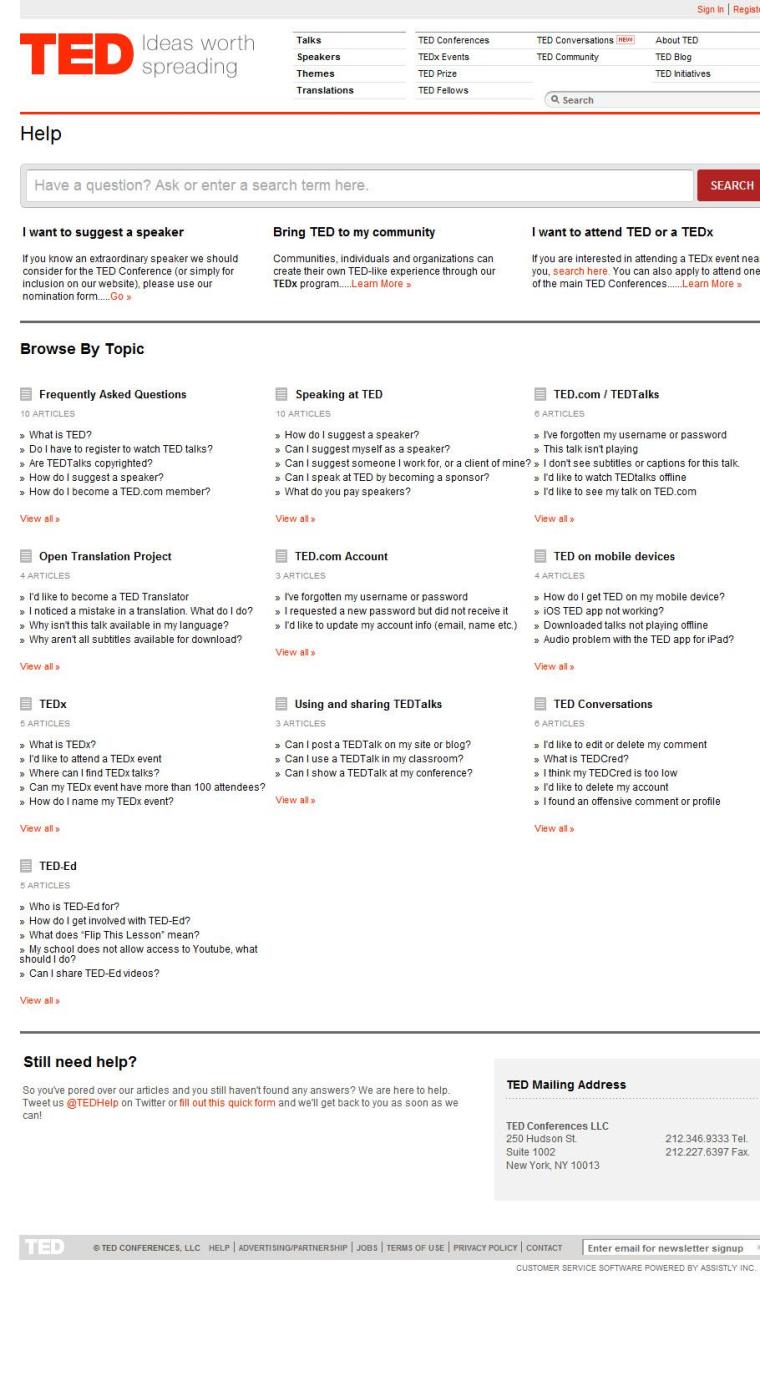 Sign In | Registe
TED Ideas worth
spreading
Talks
Speakers
Themes
Translations
TED Conferences
TEDx Events
TED Prize
TED Fellows
TED Conversations NEW!
TED Community
About TED
TED Blog
TED Initiatives
Search
Help
Have a question? Ask or enter a search term here.
SEARCH
I want to suggest a speaker
If you know an extraordinary speaker we should
consider for the TED Conference (or simply for
inclusion on our website), please use our
nomination form.....Go »
Bring TED to my community
Communities, individuals and organizations can
create their own TED-like experience through our
TEDx program.....Learn More »
I want to attend TED or a TEDx
If you are interested in attending a TEDx event nea
you, search here. You can also apply to attend one
of the main TED Conferences......Learn More »
Browse By Topic
Frequently Asked Questions
10 ARTICLES
» What is TED?
» Do I have to register to watch TED talks?
» Are TEDTalks copyrighted?
» How do I suggest a speaker?
» How do I become a TED.com member?
View all »
Speaking at TED
10 ARTICLES
» How do I suggest a speaker?
» Can I suggest myself as a speaker?
» Can I suggest someone I work for, or a client of mine?
» Can I speak at TED by becoming a sponsor?
» What do you pay speakers?
View all »
TED.com / TEDTalks
6 ARTICLES
» I've forgotten my username or password
» This talk isn't playing
» I don't see subtitles or captions for this talk.
» I'd like to watch TEDtalks offline
» I'd like to see my talk on TED.com
View all »
Open Translation Project
4 ARTICLES
» I'd like to become a TED Translator
» I noticed a mistake in a translation. What do I do?
» Why isn't this talk available in my language?
» Why aren't all subtitles available for download?
View all »
TED.com Account
3 ARTICLES
» I've forgotten my username or password
» I requested a new password but did not receive it
» I'd like to update my account info (email, name etc.)
View all »
TED on mobile devices
4 ARTICLES
» How do I get TED on my mobile device?
» iOS TED app not working?
» Downloaded talks not playing offline
» Audio problem with the TED app for iPad?
View all »
TEDx
5 ARTICLES
» What is TEDx?
» I'd like to attend a TEDx event
» Where can I find TEDx talks?
» Can my TEDx event have more than 100 attendees?
» How do I name my TEDx event?
View all »
Using and sharing TEDTalks
3 ARTICLES
» Can I post a TEDTalk on my site or blog?
» Can I use a TEDTalk in my classroom?
» Can I show a TEDTalk at my conference?
View all »
TED Conversations
6 ARTICLES
» I'd like to edit or delete my comment
» What is TEDCred?
» I think my TEDCred is too low
» I'd like to delete my account
» I found an offensive comment or profile
View all »
TED-Ed
5 ARTICLES
» Who is TED-Ed for?
» How do I get involved with TED-Ed?
» What does “Flip This Lesson” mean?
» My school does not allow access to Youtube, what
should I do?
» Can I share TED-Ed videos?
View all »
Still need help?
So you've pored over our articles and you still haven't found any answers? We are here to help.
Tweet us @TEDHelp on Twitter or fill out this quick form and we'll get back to you as soon as we
can!
TED Mailing Address
TED Conferences LLC
250 Hudson St. 212.346.9333 Tel.
Suite 1002 212.227.6397 Fax.
New York, NY 10013
TED © TED CONFERENCES, LLC HELP | ADVERTISING/PARTNERSHIP | JOBS | TERMS OF USE | PRIVACY POLICY | CONTACT Enter email for newsletter signup
CUSTOMER SERVICE SOFTWARE POWERED BY ASSISTLY INC.